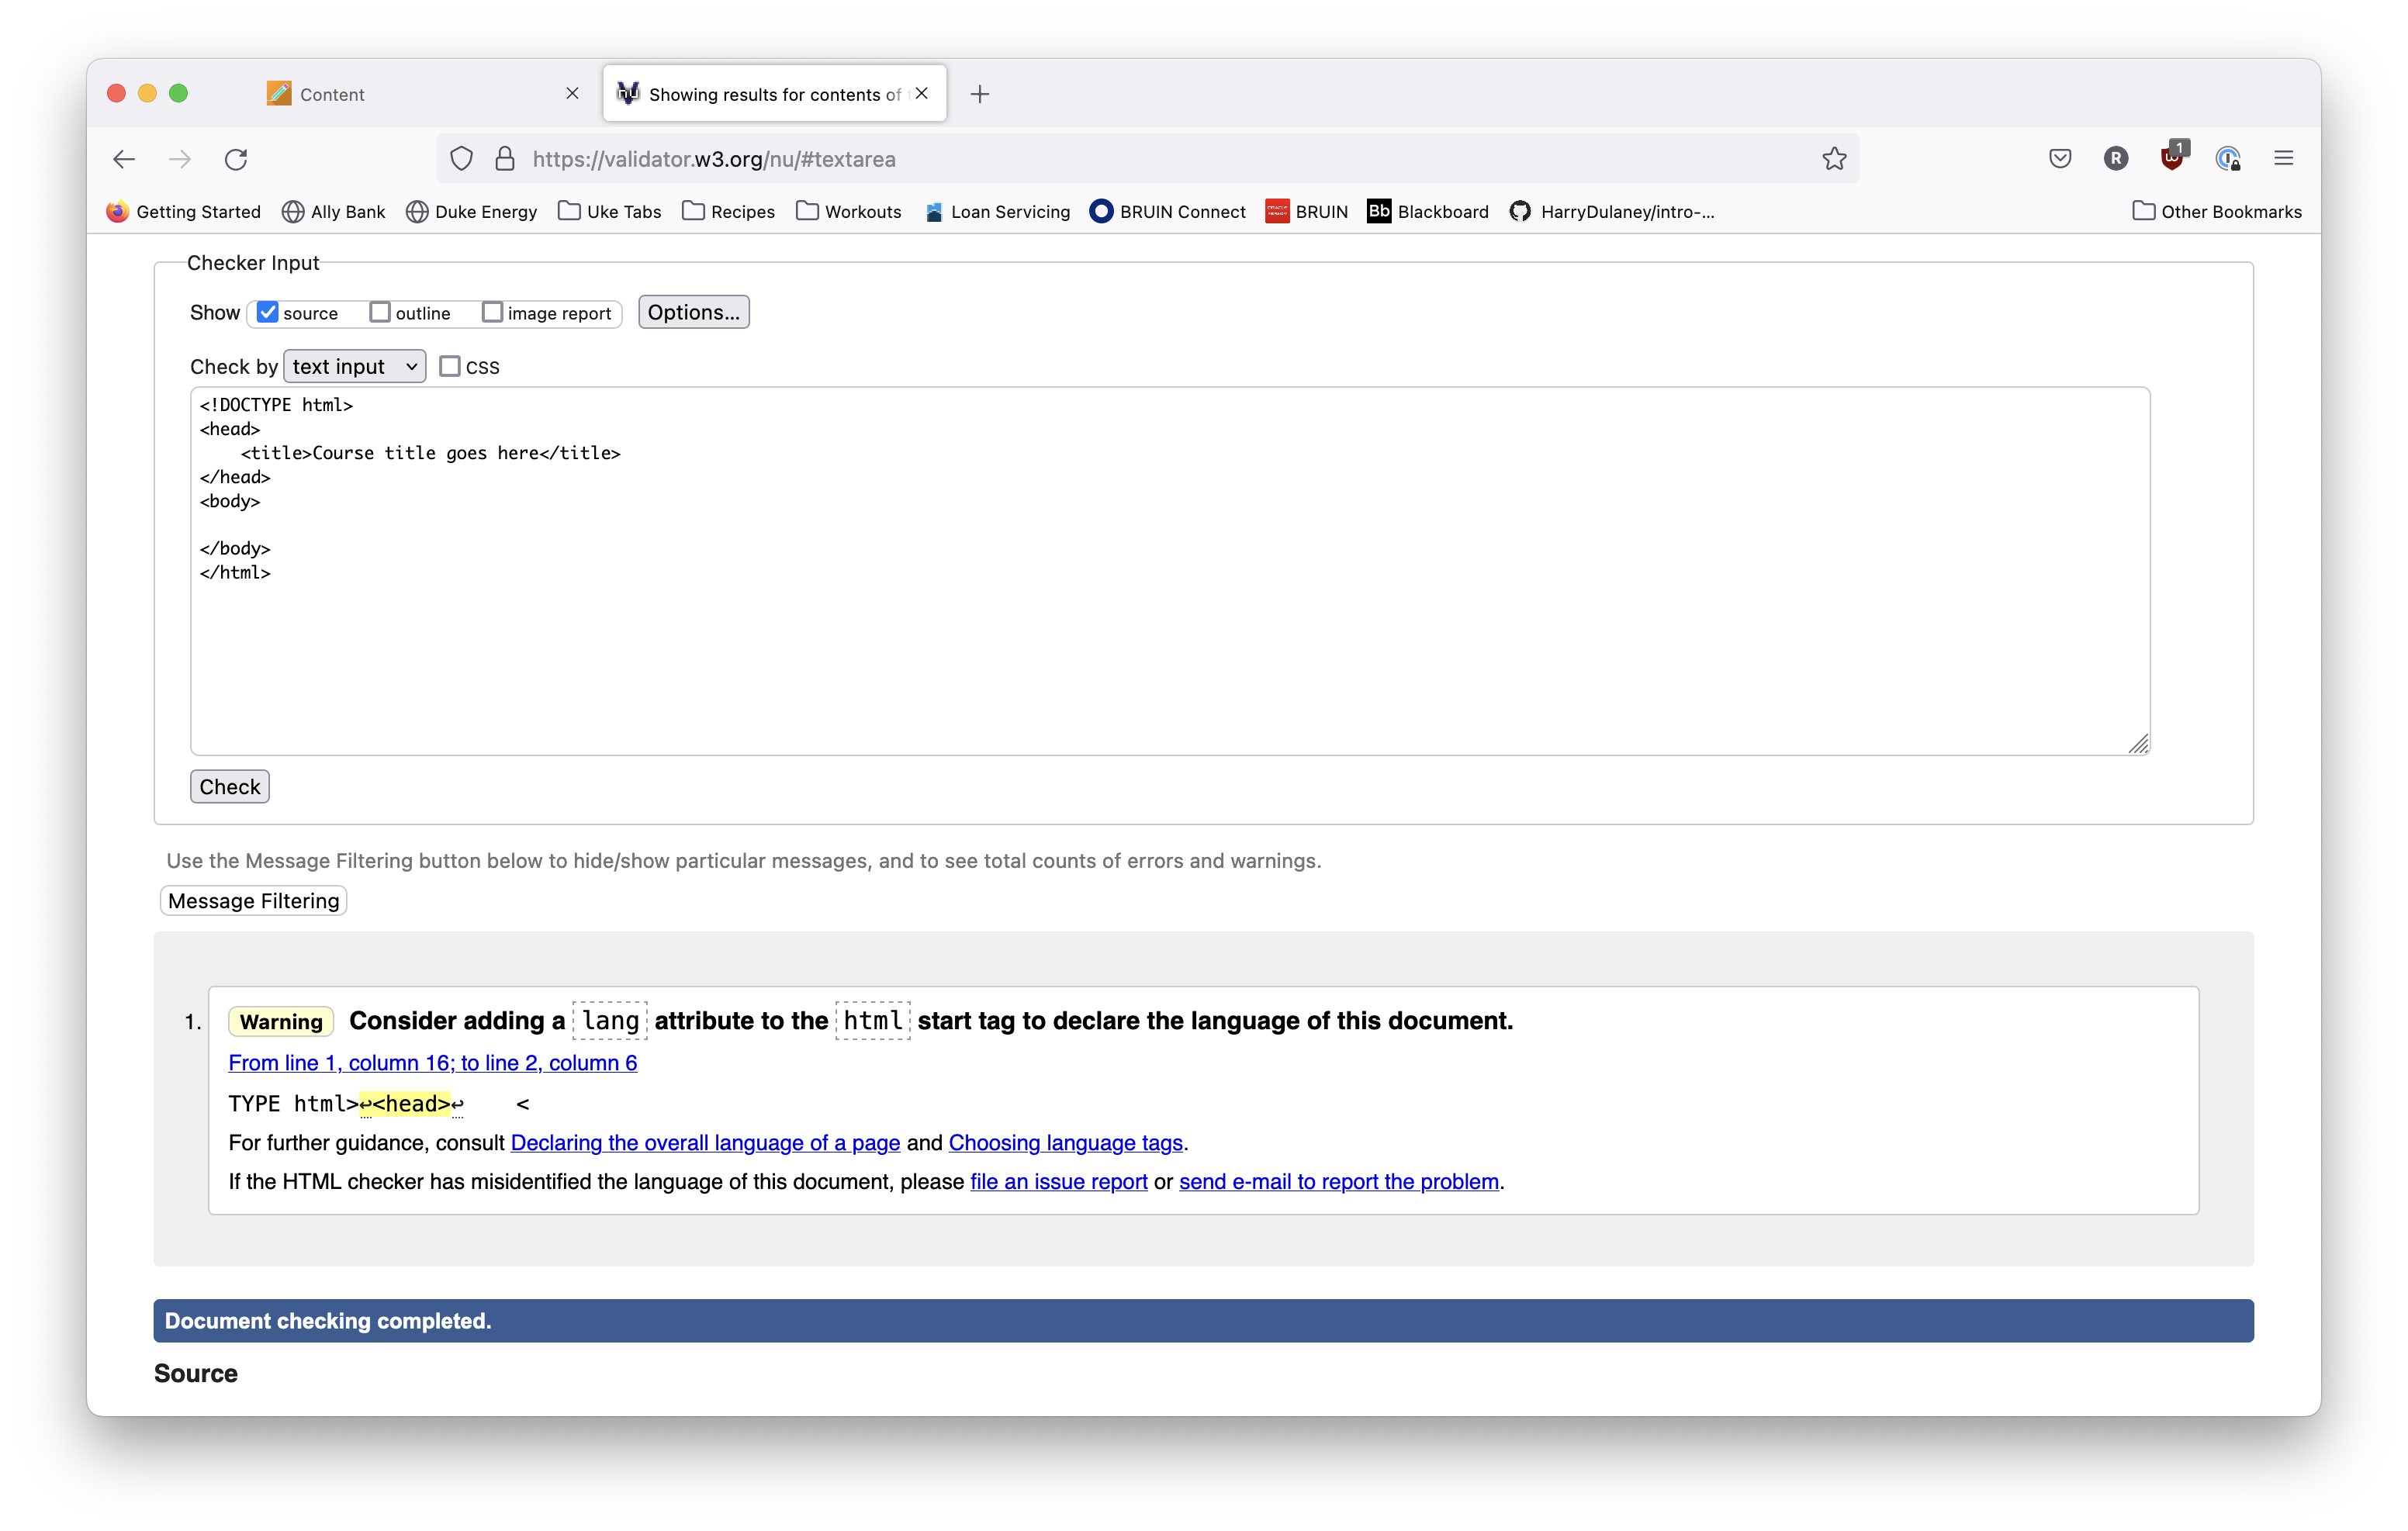 Content
Showing results for contents of
https://validator.w3.org/nu/#textarea
R
1
Getting Started
Ally Bank
Duke Energy
Uke Tabs
Recipes
Workouts
Loan Servicing
BRUIN Connect
BRUIN
Bb Blackboard
HarryDulaney/intro-...
Other Bookmarks
Checker Input
Show source outline image report Options...
Check by text input CSS
<!DOCTYPE html>
<head>
    <title>Course title goes here</title>
</head>
<body>
</body>
</html>
Check
Use the Message Filtering button below to hide/show particular messages, and to see total counts of errors and warnings.
Message Filtering
1. Warning Consider adding a lang attribute to the html start tag to declare the language of this document.
From line 1, column 16; to line 2, column 6
TYPE html>↩<head>↩    <
For further guidance, consult Declaring the overall language of a page and Choosing language tags.
If the HTML checker has misidentified the language of this document, please file an issue report or send e-mail to report the problem.
Document checking completed.
Source